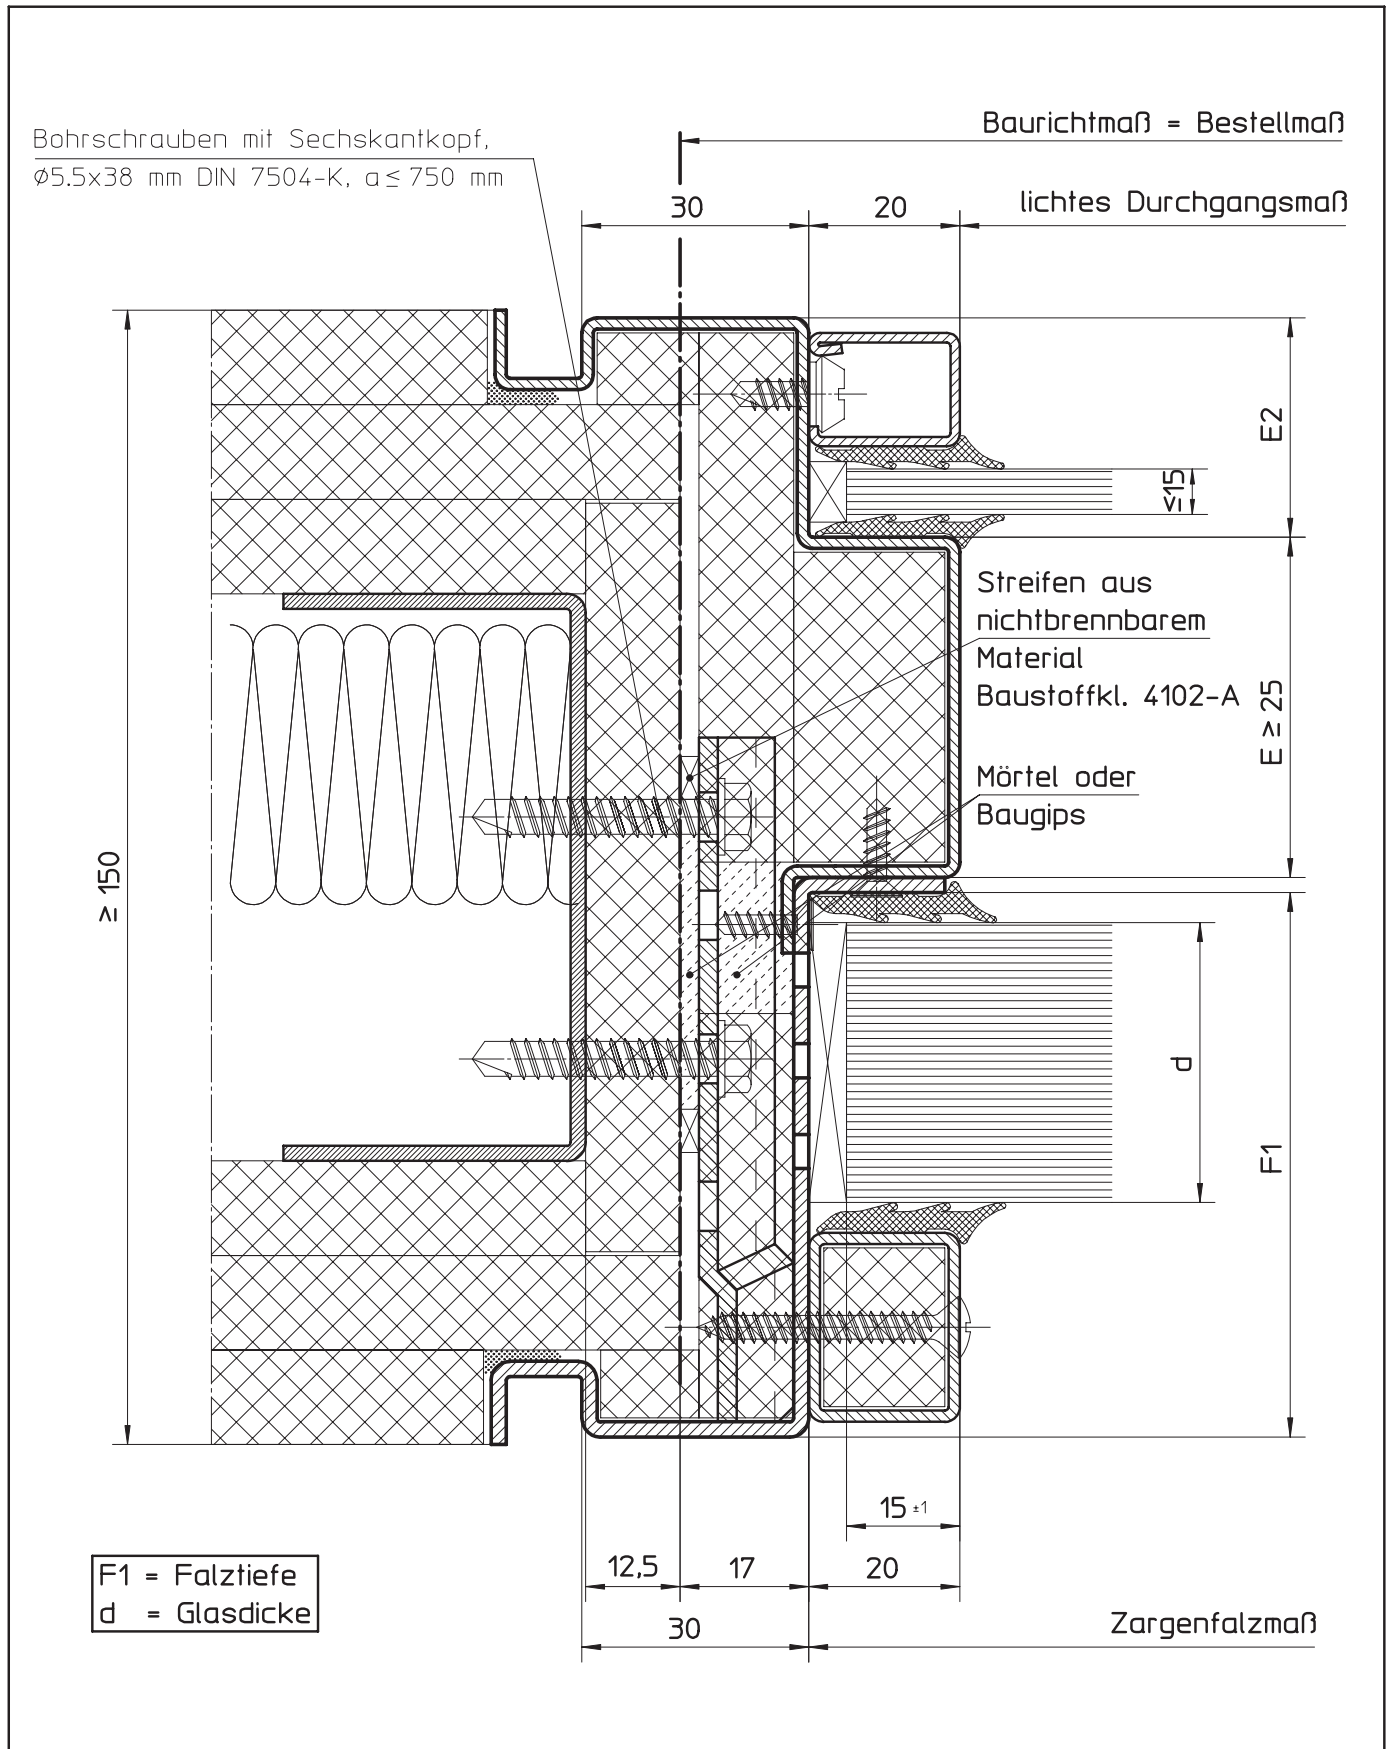 Baurichtmaß = Bestellmaß
Bohrschrauben mit Sechskantkopf,
Ø5.5x38 mm DIN 7504-K, a ≤ 750 mm
lichtes Durchgangsmaß
30
20
E2
≤15
Streifen aus
nichtbrennbarem
Material
Baustoffkl. 4102-A
E ≥ 25
Mörtel oder
Baugips
≥ 150
d
F1
15 ±1
12,5
17
20
F1 = Falztiefe
d = Glasdicke
30
Zargenfalzmaß